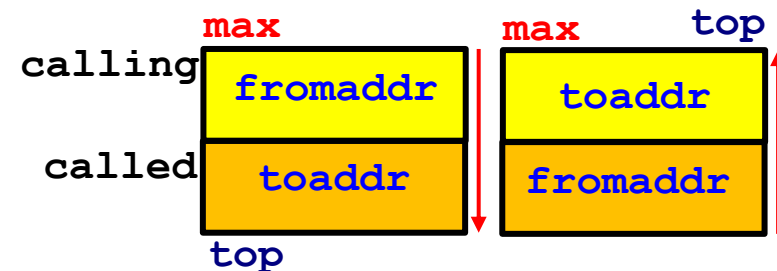 max
max top
calling
fromaddr
toaddr
called
toaddr
fromaddr
top